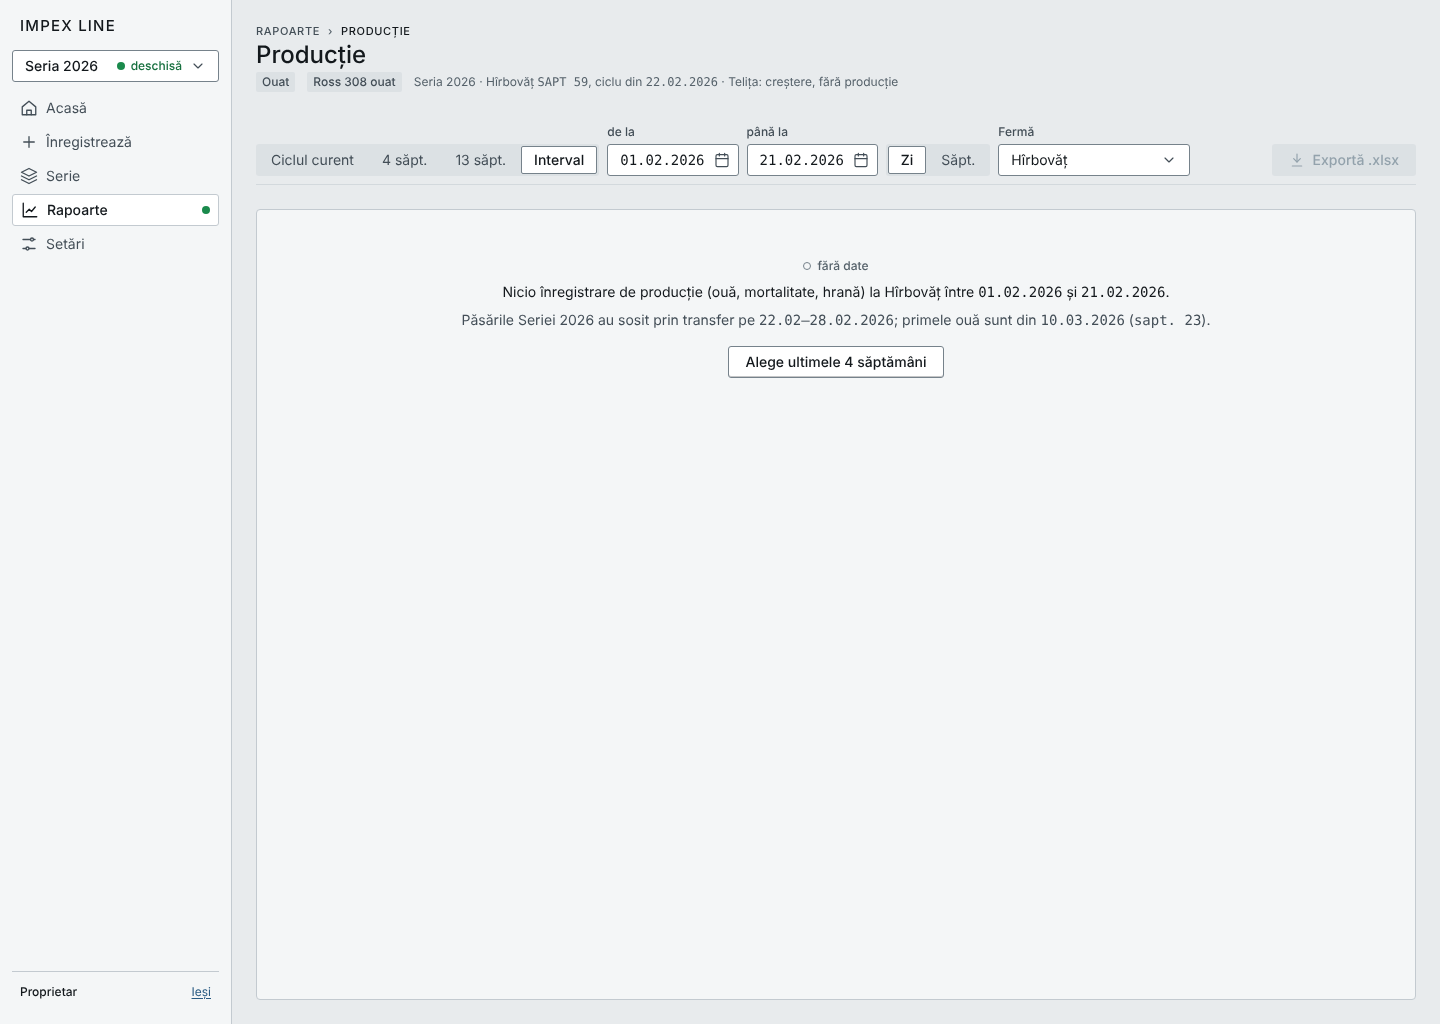 IMPEX LINE
Seria 2026 deschisă
Acasă
Înregistrează
Serie
Rapoarte
Setări
Proprietar Ieși
RAPOARTE › PRODUCȚIE
Producție
Ouat Ross 308 ouat Seria 2026 · Hîrbovăț SAPT 59, ciclu din 22.02.2026 · Telița: creștere, fără producție
de la până la Fermă
Ciclul curent 4 săpt. 13 săpt. Interval 01.02.2026 21.02.2026 Zi Săpt. Hîrbovăț Exportă .xlsx
fără date
Nicio înregistrare de producție (ouă, mortalitate, hrană) la Hîrbovăț între 01.02.2026 și 21.02.2026.
Păsările Seriei 2026 au sosit prin transfer pe 22.02–28.02.2026; primele ouă sunt din 10.03.2026 (sapt. 23).
Alege ultimele 4 săptămâni